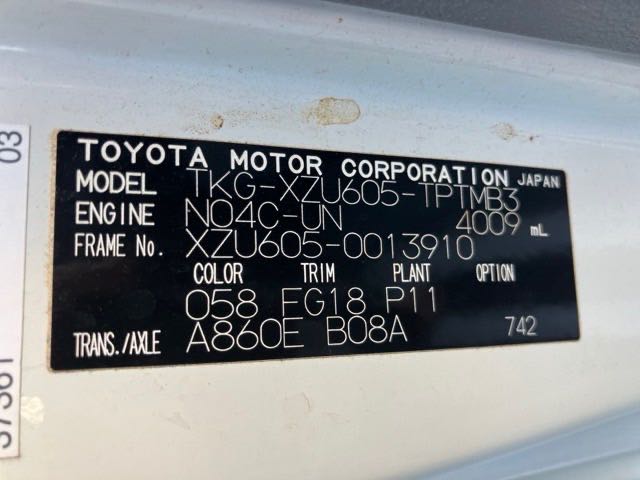 TOYOTA MOTOR CORPORATION JAPAN
MODEL TKG-XZU605-TPTMB3
ENGINE N04C-UN 4009 mL
FRAME No. XZU605-0013910
COLOR TRIM PLANT OPTION
058 FG18 P11
TRANS./AXLE A860E B08A 742
03